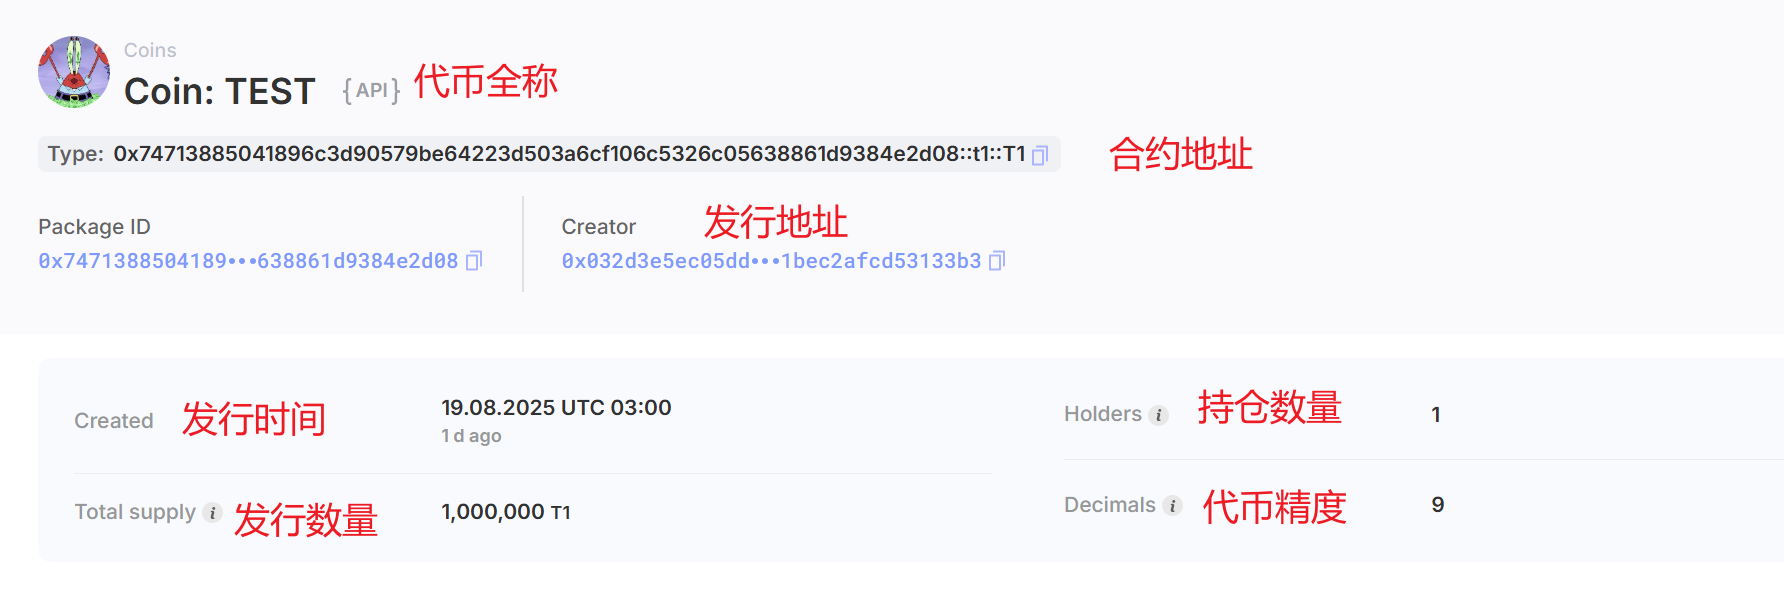 Coins
Coin: TEST {API} 代币全称
Type: 0x74713885041896c3d90579be64223d503a6cf106c5326c05638861d9384e2d08::t1::T1 合约地址
Package ID
0x7471388504189•••638861d9384e2d08
Creator 发行地址
0x032d3e5ec05dd•••1bec2afcd53133b3
Created 发行时间 19.08.2025 UTC 03:00
1 d ago
Total supply i 发行数量 1,000,000 T1
Holders i 持仓数量 1
Decimals i 代币精度 9